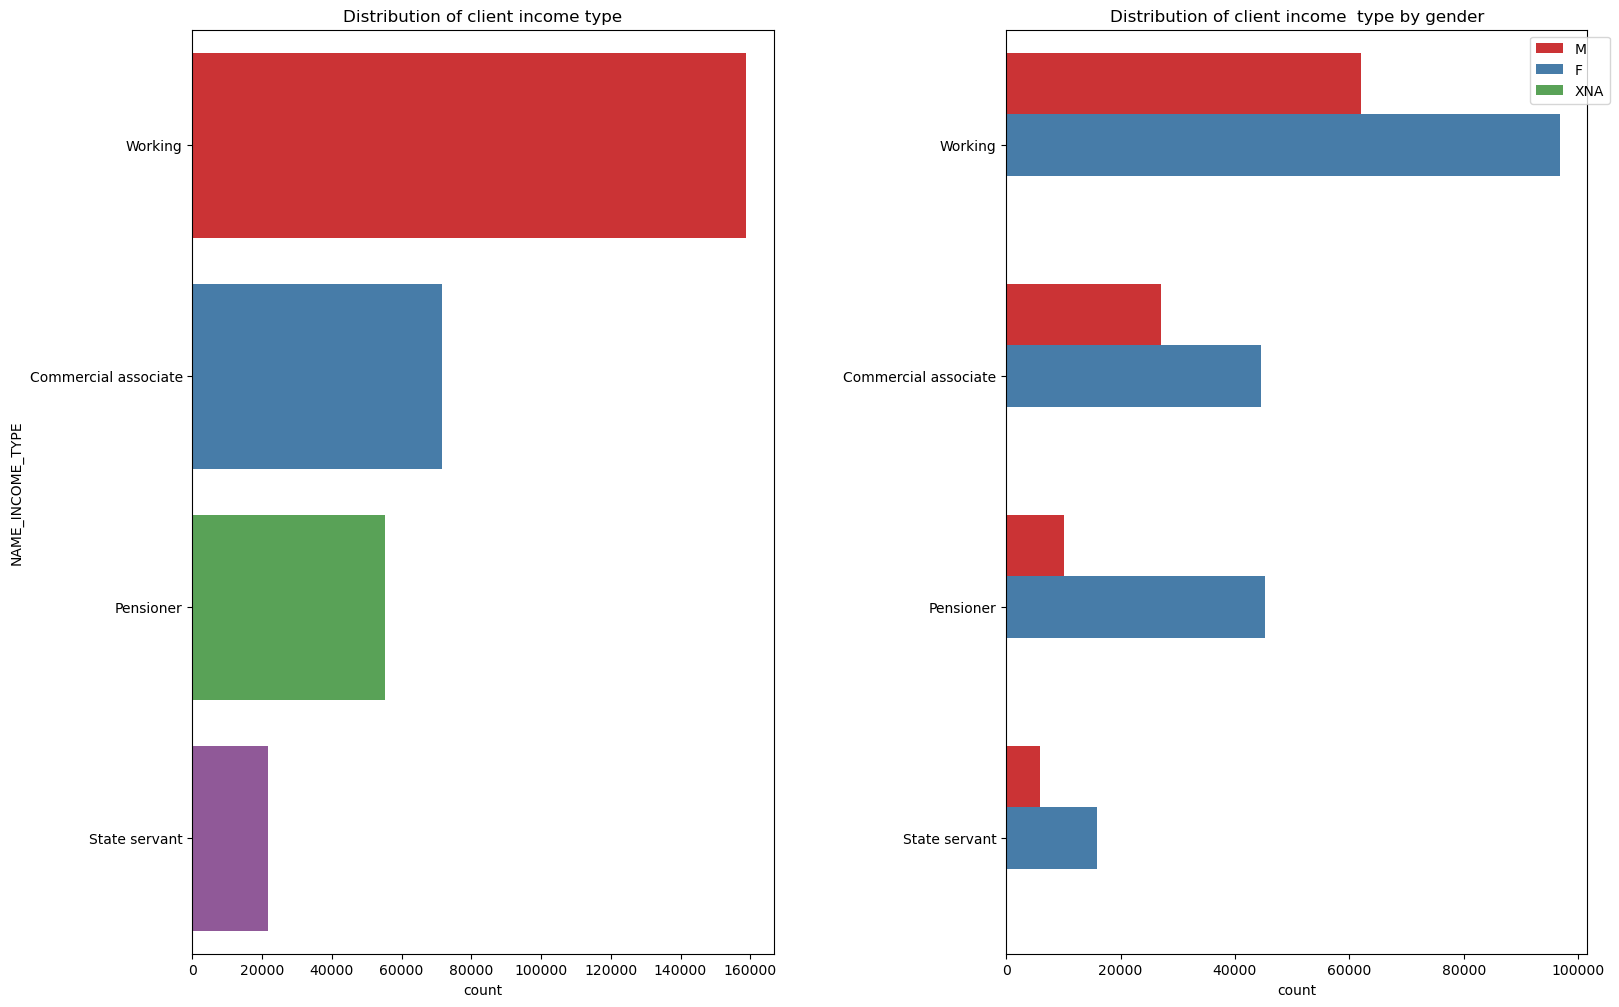 Distribution of client income type
NAME_INCOME_TYPE
Working
Commercial associate
Pensioner
State servant
0 20000 40000 60000 80000 100000 120000 140000 160000
count
Distribution of client income  type by gender
M
F
XNA
Working
Commercial associate
Pensioner
State servant
0 20000 40000 60000 80000 100000
count